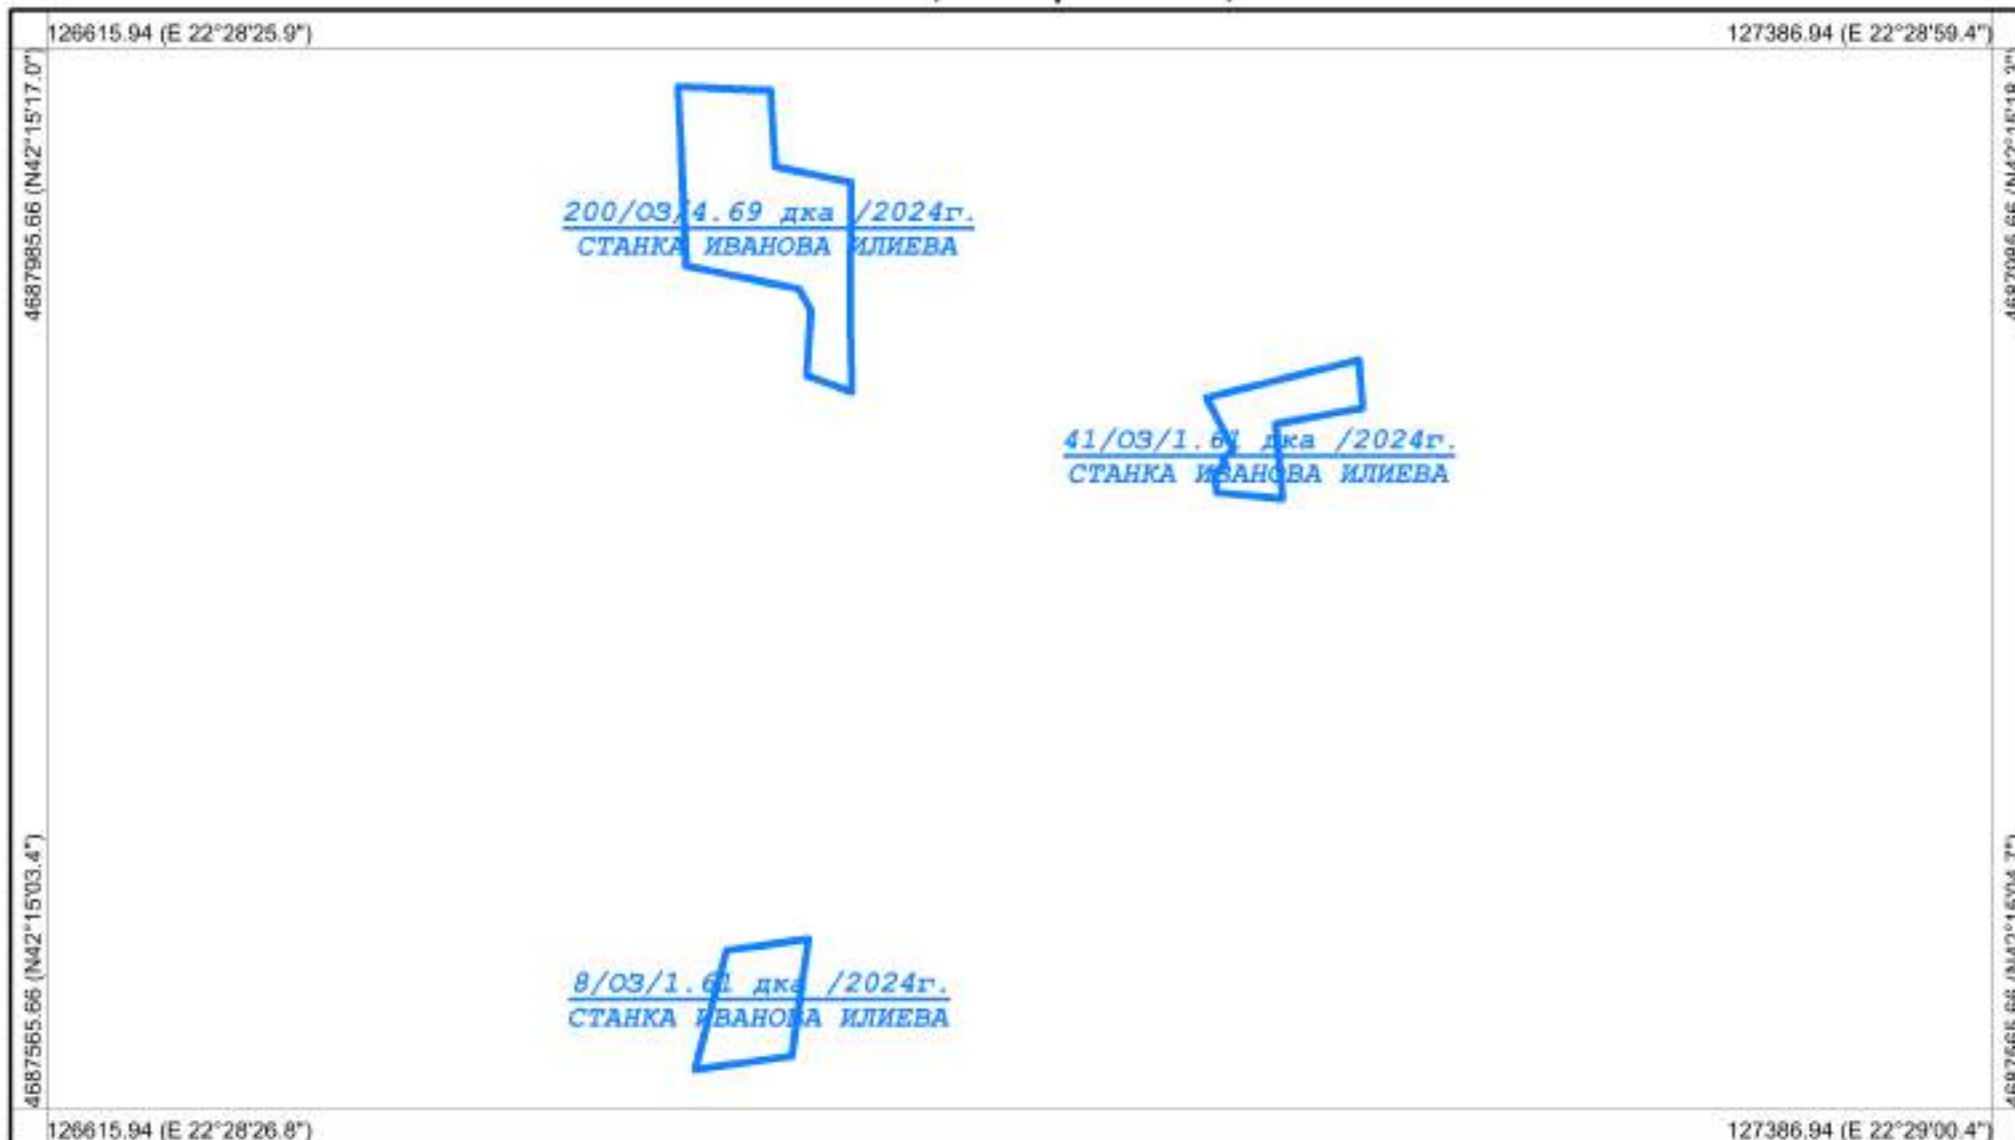 126615.94 (E 22°28'25.9")
127386.94 (E 22°28'59.4")
4687985.66 (N42°15'17.0")
200/ОЗ/4.69 дка /2024г.
СТАНКА ИВАНОВА ИЛИЕВА
41/ОЗ/1.61 дка /2024г.
СТАНКА ИВАНОВА ИЛИЕВА
4687565.66 (N42°15'03.4")
8/ОЗ/1.61 дка /2024г.
СТАНКА ИВАНОВА ИЛИЕВА
126615.94 (E 22°28'26.8")
127386.94 (E 22°29'00.4")